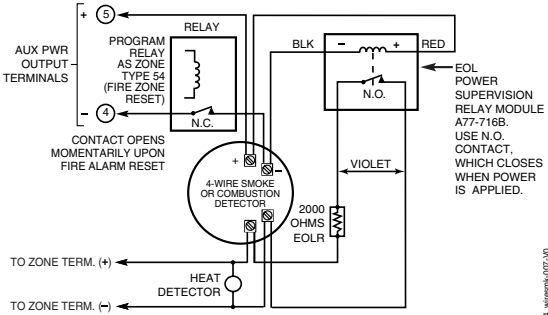 + 5
AUX PWR
OUTPUT
TERMINALS
– 4
RELAY
PROGRAM
RELAY
AS ZONE
TYPE 54
(FIRE ZONE
RESET)
N.C.
CONTACT OPENS
MOMENTARILY UPON
FIRE ALARM RESET
BLK
– +
RED
N.O.
EOL
POWER
SUPERVISION
RELAY MODULE
A77-716B.
USE N.O.
CONTACT,
WHICH CLOSES
WHEN POWER
IS APPLIED.
VIOLET
+ –
4-WIRE SMOKE
OR COMBUSTION
DETECTOR
2000
OHMS
EOLR
TO ZONE TERM. (+)
HEAT
DETECTOR
TO ZONE TERM. (–)